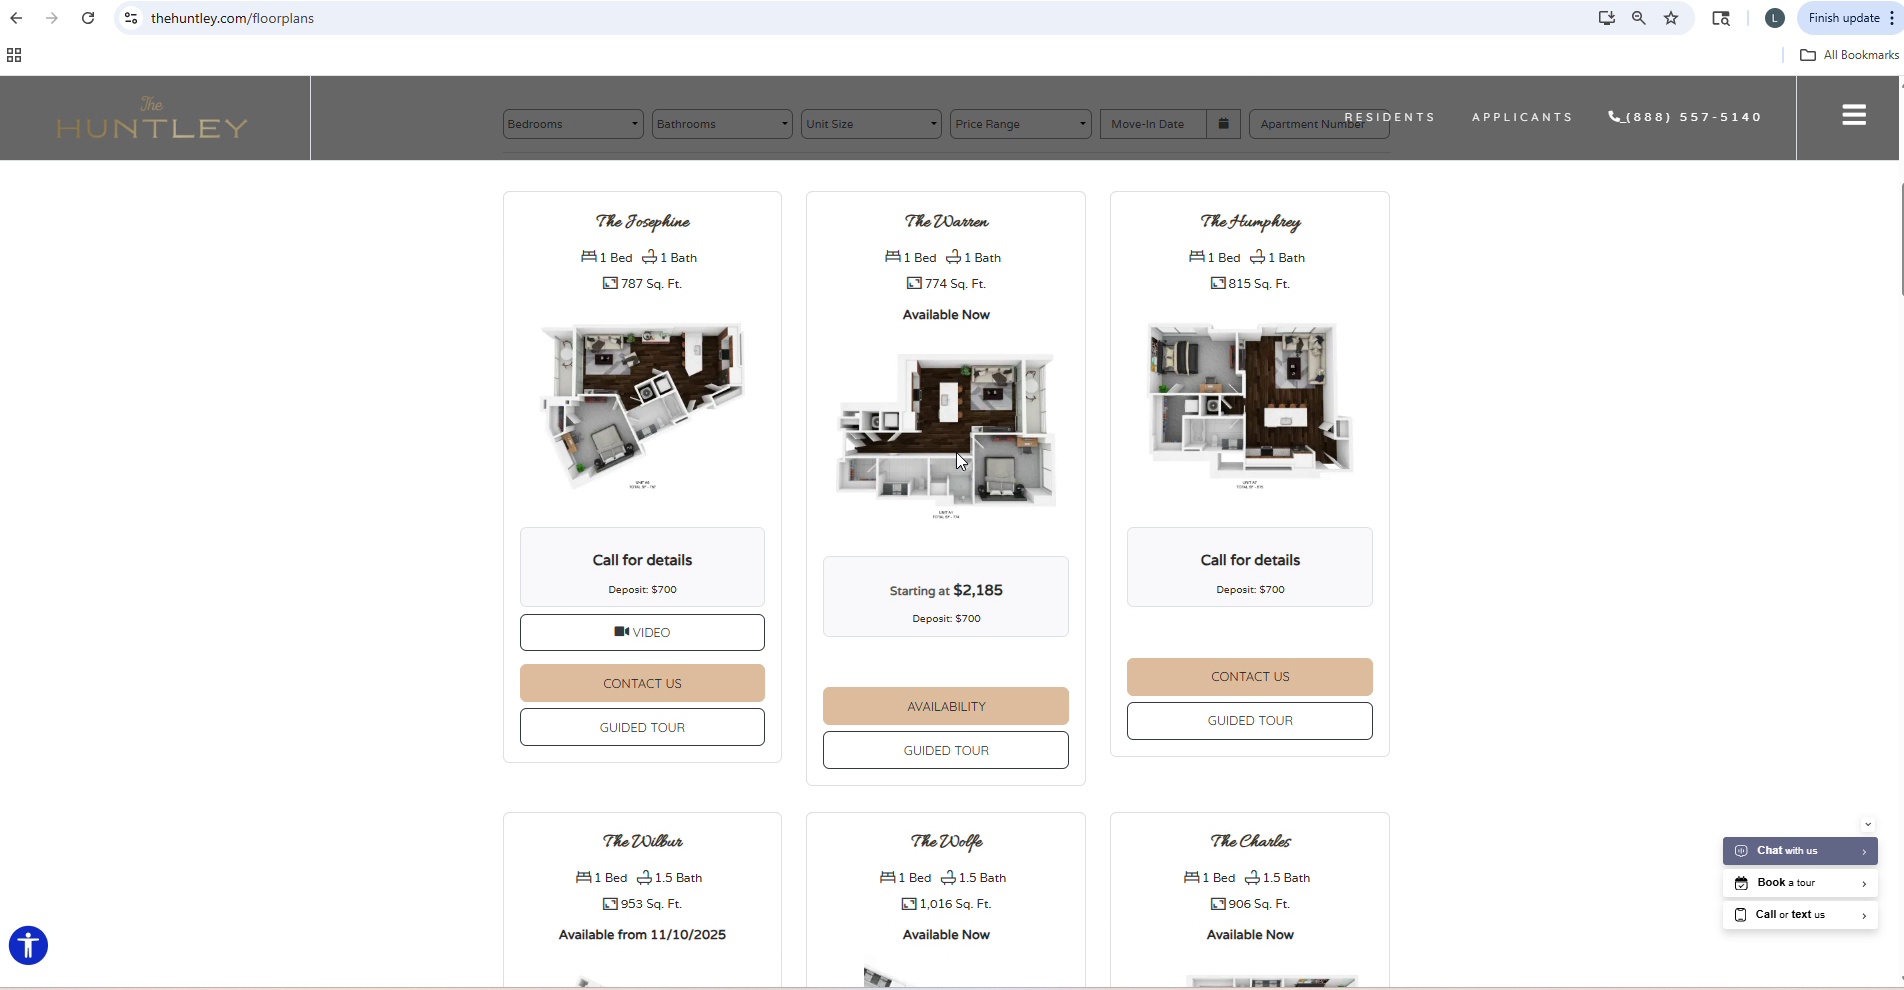 thehuntley.com/floorplans
L
Finish update
All Bookmarks
The
HUNTLEY
Bedrooms
Bathrooms
Unit Size
Price Range
Move-In Date
Apartment Number
RESIDENTS
APPLICANTS
(888) 557-5140
The Josephine
1 Bed 1 Bath
787 Sq. Ft.
Call for details
Deposit: $700
VIDEO
CONTACT US
GUIDED TOUR
The Warren
1 Bed 1 Bath
774 Sq. Ft.
Available Now
Starting at $2,185
Deposit: $700
AVAILABILITY
GUIDED TOUR
The Humphrey
1 Bed 1 Bath
815 Sq. Ft.
Call for details
Deposit: $700
CONTACT US
GUIDED TOUR
The Wilbur
1 Bed 1.5 Bath
953 Sq. Ft.
Available from 11/10/2025
The Wolfe
1 Bed 1.5 Bath
1,016 Sq. Ft.
Available Now
The Charles
1 Bed 1.5 Bath
906 Sq. Ft.
Available Now
Chat with us
Book a tour
Call or text us